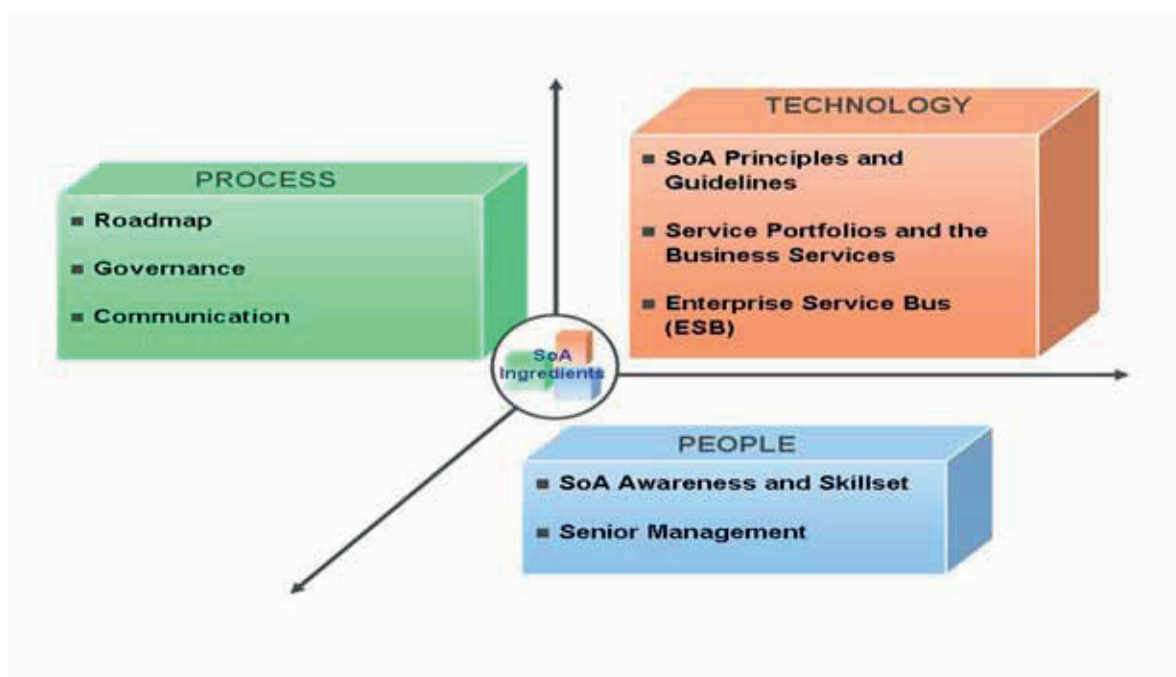 PROCESS
▪ Roadmap
▪ Governance
▪ Communication
TECHNOLOGY
▪ SoA Principles and
Guidelines
▪ Service Portfolios and the
Business Services
▪ Enterprise Service Bus
(ESB)
SoA
Ingredients
PEOPLE
▪ SoA Awareness and Skillset
▪ Senior Management